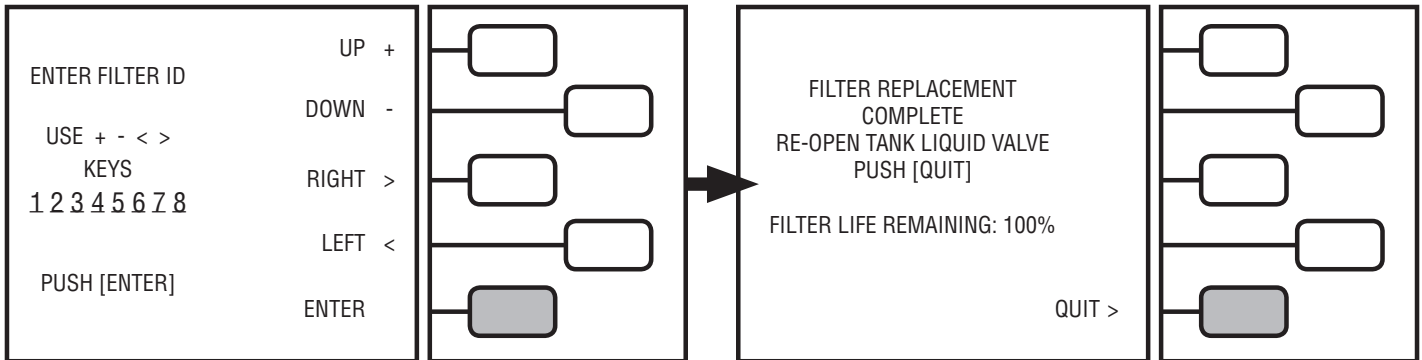 ENTER FILTER ID
USE + - < >
KEYS
1 2 3 4 5 6 7 8
PUSH [ENTER]
UP +
DOWN -
RIGHT >
LEFT <
ENTER
FILTER REPLACEMENT
COMPLETE
RE-OPEN TANK LIQUID VALVE
PUSH [QUIT]
FILTER LIFE REMAINING: 100%
QUIT >